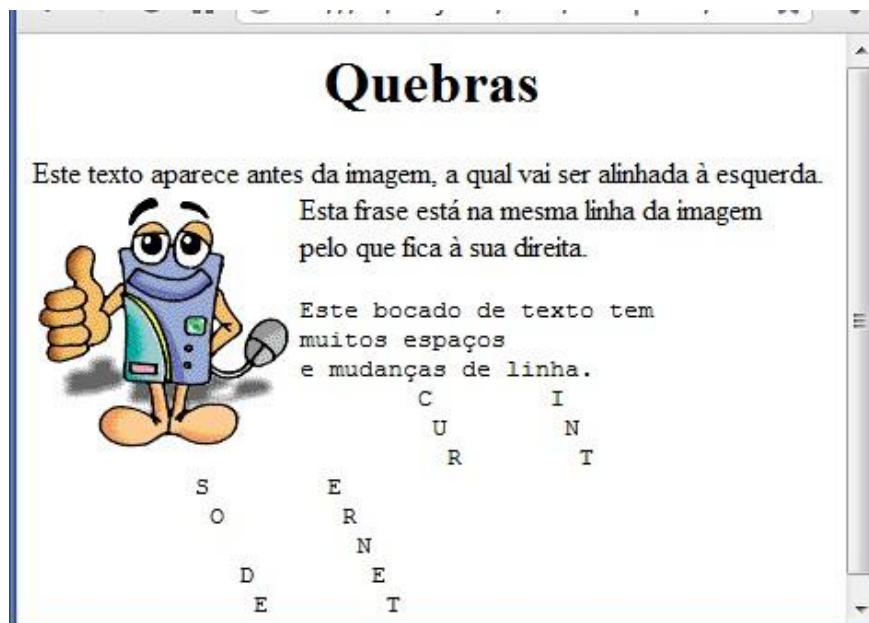 Quebras
Este texto aparece antes da imagem, a qual vai ser alinhada à esquerda.
Esta frase está na mesma linha da imagem
pelo que fica à sua direita.
Este bocado de texto tem
muitos espaços
e mudanças de linha.
C I
U N
R T
S E
O R
N
D E
E T